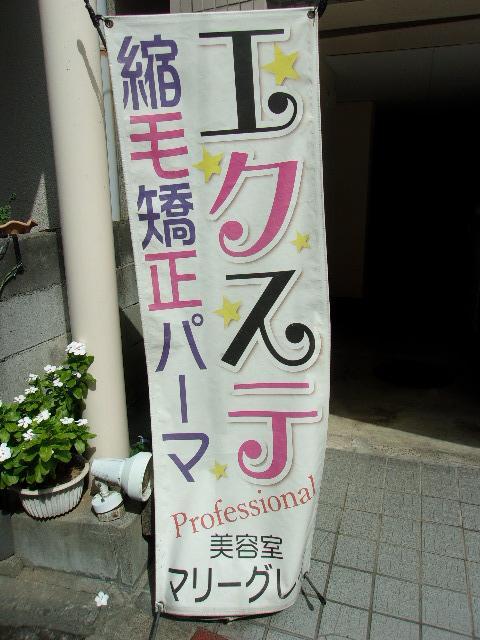 エクステ
縮毛矯正パーマ
Professional
美容室
マリーグレ